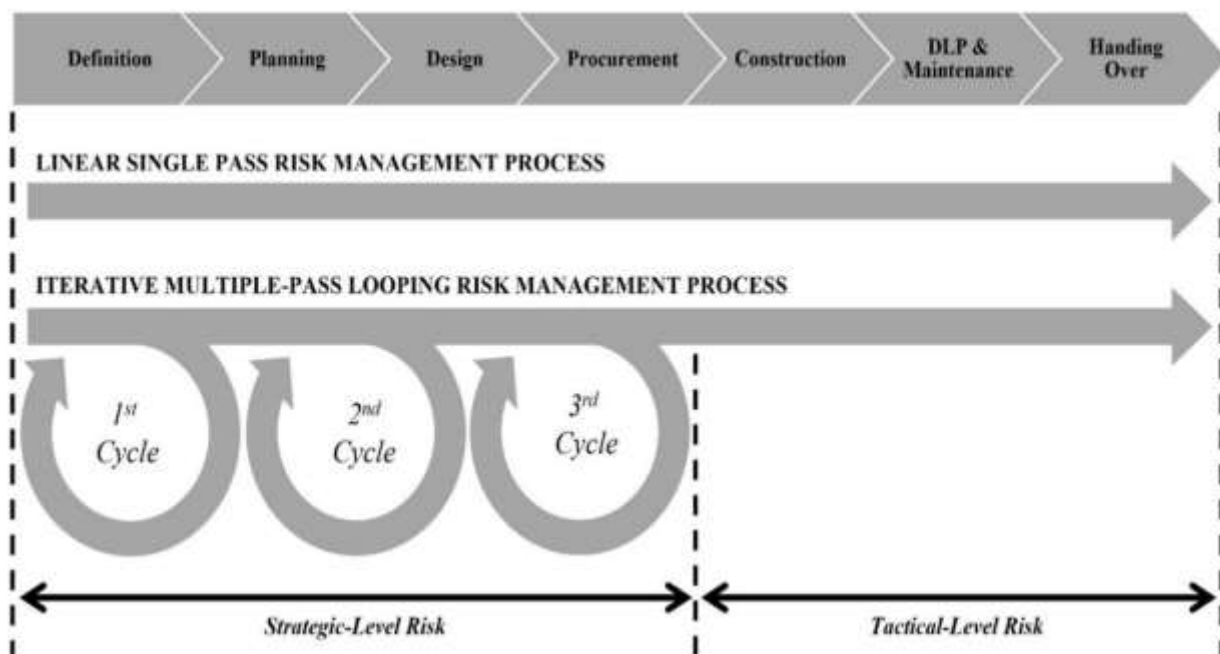 Definition
Planning
Design
Procurement
Construction
DLP &
Maintenance
Handing
Over
LINEAR SINGLE PASS RISK MANAGEMENT PROCESS
ITERATIVE MULTIPLE-PASS LOOPING RISK MANAGEMENT PROCESS
1st
Cycle
2nd
Cycle
3rd
Cycle
Strategic-Level Risk
Tactical-Level Risk